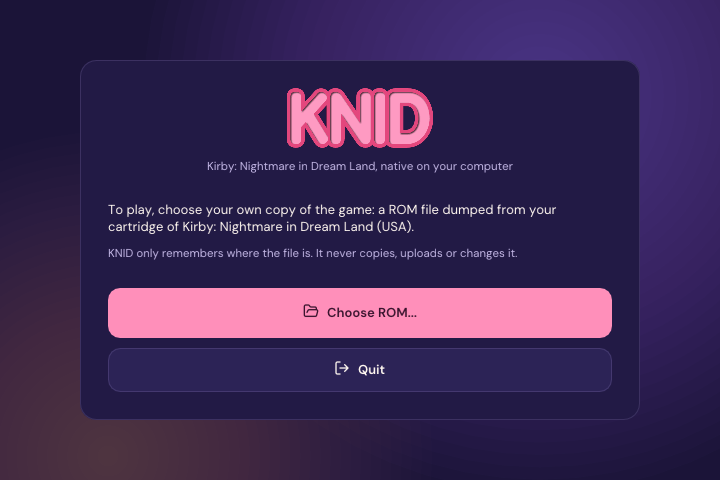 KNID
Kirby: Nightmare in Dream Land, native on your computer
To play, choose your own copy of the game: a ROM file dumped from your
cartridge of Kirby: Nightmare in Dream Land (USA).
KNID only remembers where the file is. It never copies, uploads or changes it.
Choose ROM...
Quit